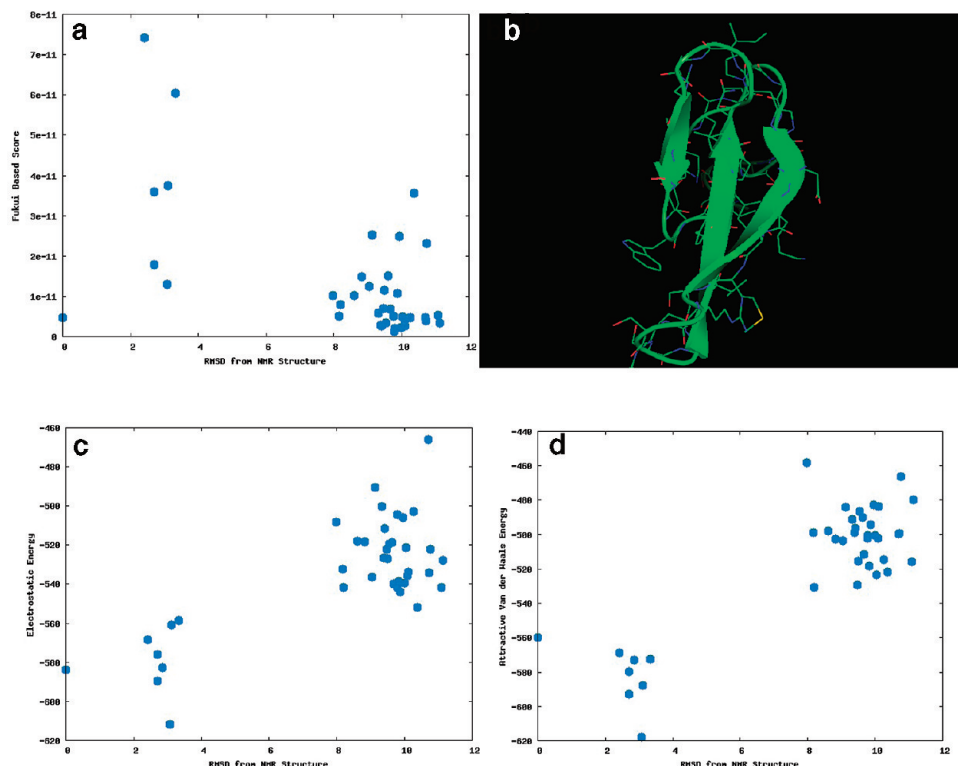 a
8e-11
7e-11
6e-11
5e-11
4e-11
3e-11
2e-11
1e-11
0
Fukui Based Score
0 2 4 6 8 10 12
RMSD from NMR Structure
b
c
-460
-480
-500
-520
-540
-560
-580
-600
-620
Electrostatic Energy
0 2 4 6 8 10 12
RMSD from NMR Structure
d
-440
-460
-480
-500
-520
-540
-560
-580
-600
-620
Attractive Van der Waals Energy
0 2 4 6 8 10 12
RMSD from NMR Structure